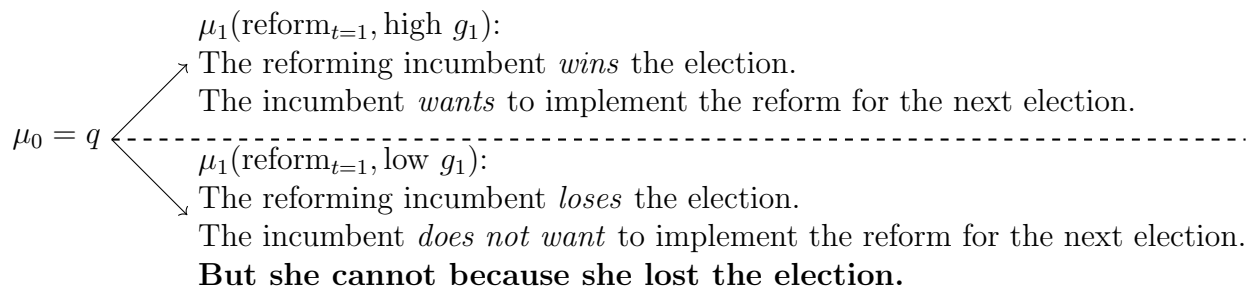 μ₁(reformₜ₌₁, high g₁):
The reforming incumbent wins the election.
The incumbent wants to implement the reform for the next election.
μ₀ = q
μ₁(reformₜ₌₁, low g₁):
The reforming incumbent loses the election.
The incumbent does not want to implement the reform for the next election.
But she cannot because she lost the election.